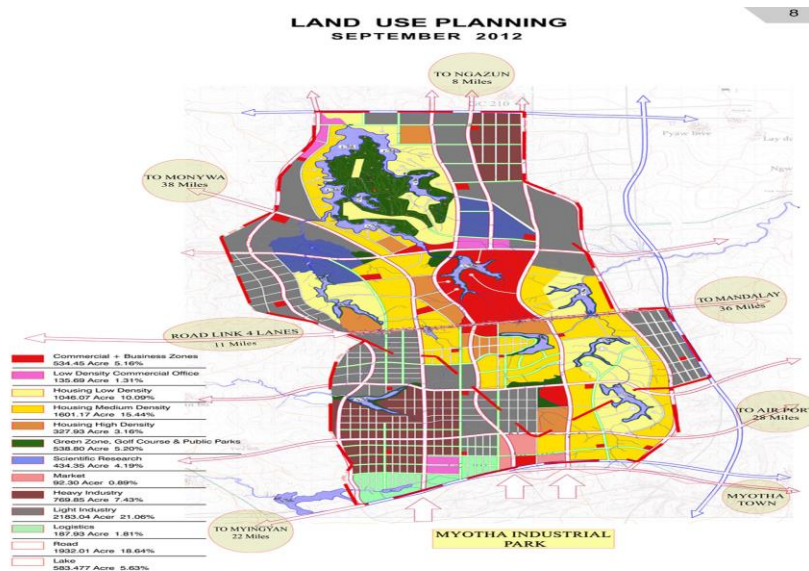 8
LAND USE PLANNING
SEPTEMBER 2012
TO NGAZUN
8 Miles
TO MONYWA
38 Miles
TO MANDALAY
36 Miles
ROAD LINK 4 LANES
11 Miles
TO AIR PORT
28 Miles
MYOTHA
TOWN
TO MYINGYAN
22 Miles
MYOTHA INDUSTRIAL
PARK
Commercial + Business Zones
534.45 Acre 5.16%
Low Density Commercial Office
135.69 Acre 1.31%
Housing Low Density
1046.07 Acre 10.09%
Housing Medium Density
1601.17 Acre 15.44%
Housing High Density
327.93 Acre 3.16%
Green Zone, Golf Course & Public Parks
538.80 Acre 5.20%
Scientific Research
434.35 Acre 4.19%
Market
92.30 Acer 0.89%
Heavy Industry
769.85 Acre 7.43%
Light Industry
2183.04 Acer 21.06%
Logistics
187.93 Acre 1.81%
Road
1932.01 Acre 18.64%
Lake
583.477 Acre 5.63%